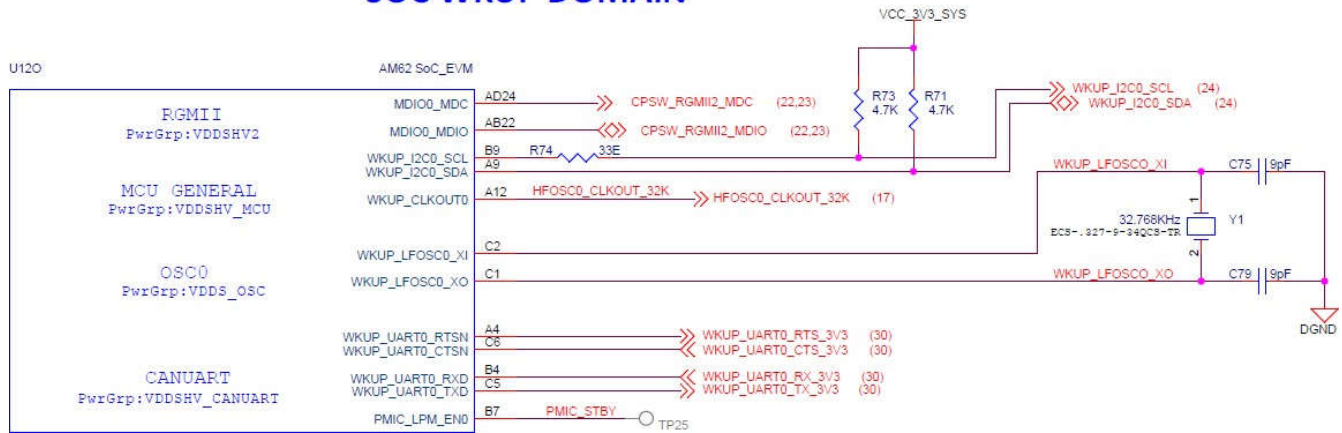 SOC WKUP DOMAIN
VCC_3V3_SYS
U12O
AM62 SoC_EVM
RGMII
PwrGrp:VDDSHV2
MCU GENERAL
PwrGrp:VDDSHV_MCU
OSC0
PwrGrp:VDDS_OSC
CANUART
PwrGrp:VDDSHV_CANUART
MDIO0_MDC AD24 CPSW_RGMII2_MDC (22,23)
MDIO0_MDIO AB22 CPSW_RGMII2_MDIO (22,23)
WKUP_I2C0_SCL B9 R74 33E
WKUP_I2C0_SDA A9
R73
4.7K
R71
4.7K
WKUP_I2C0_SCL (24)
WKUP_I2C0_SDA (24)
WKUP_CLKOUT0 A12 HFOSC0_CLKOUT_32K HFOSC0_CLKOUT_32K (17)
WKUP_LFOSC0_XI C2
WKUP_LFOSC0_XO C1
WKUP_LFOSCO_XI C75 9pF
1
32.768KHz Y1
ECS-.327-9-34QCS-TR
2
WKUP_LFOSCO_XO C79 9pF
DGND
WKUP_UART0_RTSN A4 WKUP_UART0_RTS_3V3 (30)
WKUP_UART0_CTSN C6 WKUP_UART0_CTS_3V3 (30)
WKUP_UART0_RXD B4 WKUP_UART0_RX_3V3 (30)
WKUP_UART0_TXD C5 WKUP_UART0_TX_3V3 (30)
PMIC_LPM_EN0 B7 PMIC_STBY TP25